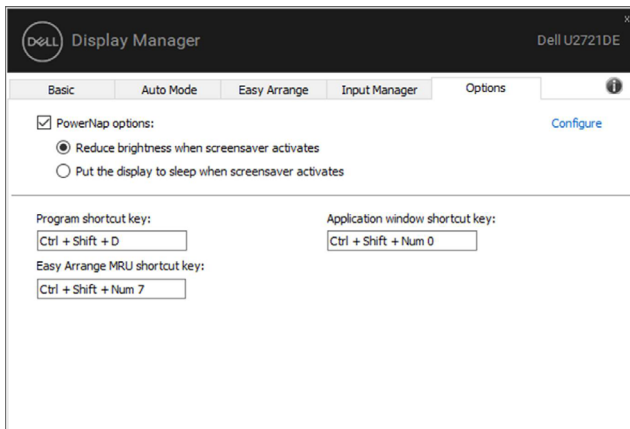 DELL Display Manager
Dell U2721DE
x
Basic Auto Mode Easy Arrange Input Manager Options i
PowerNap options: Configure
Reduce brightness when screensaver activates
Put the display to sleep when screensaver activates
Program shortcut key: Application window shortcut key:
Ctrl + Shift + D Ctrl + Shift + Num 0
Easy Arrange MRU shortcut key:
Ctrl + Shift + Num 7